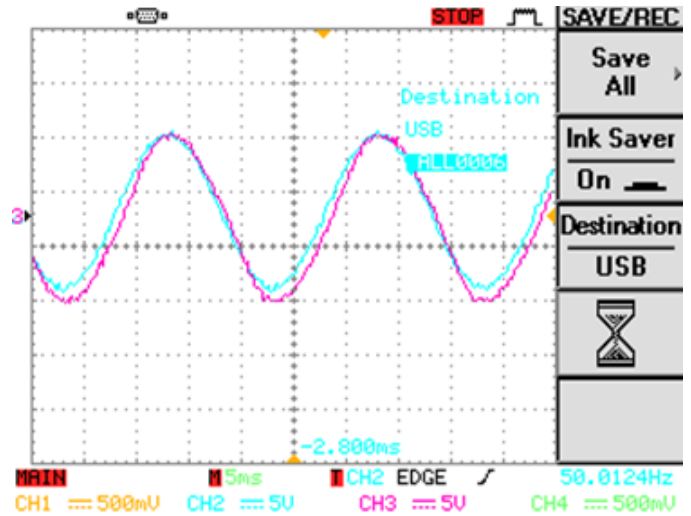 STOP
SAVE/REC
Save
All
Ink Saver
On
Destination
USB
Destination
USB
ALL0006
3
-2.800ms
MAIN M 5ms T CH2 EDGE 50.0124Hz
CH1 500mV CH2 5V CH3 5V CH4 500mV